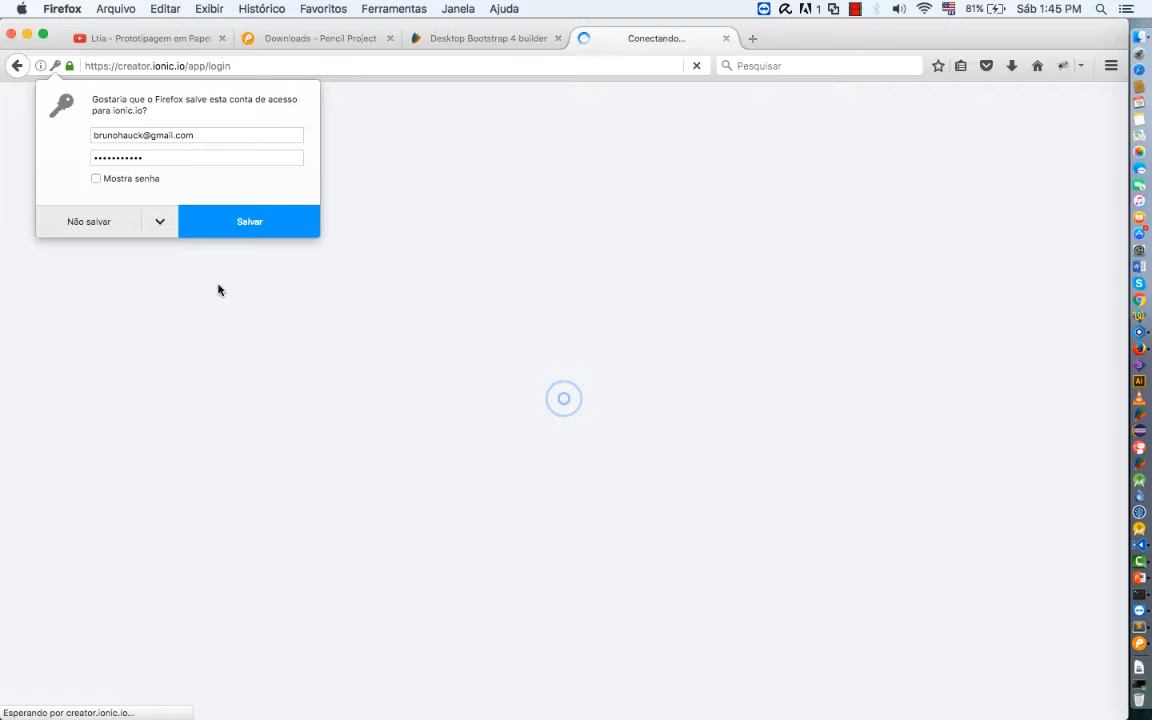 Firefox Arquivo Editar Exibir Histórico Favoritos Ferramentas Janela Ajuda 1 81% Sáb 1:45 PM
Ltia - Prototipagem em Pape
Downloads - Pencil Project
Desktop Bootstrap 4 builder
Conectando...
https://creator.ionic.io/app/login
Pesquisar
Gostaria que o Firefox salve esta conta de acesso
para ionic.io?
brunohauck@gmail.com
•••••••••••
Mostra senha
Não salvar
Salvar
Esperando por creator.ionic.io...